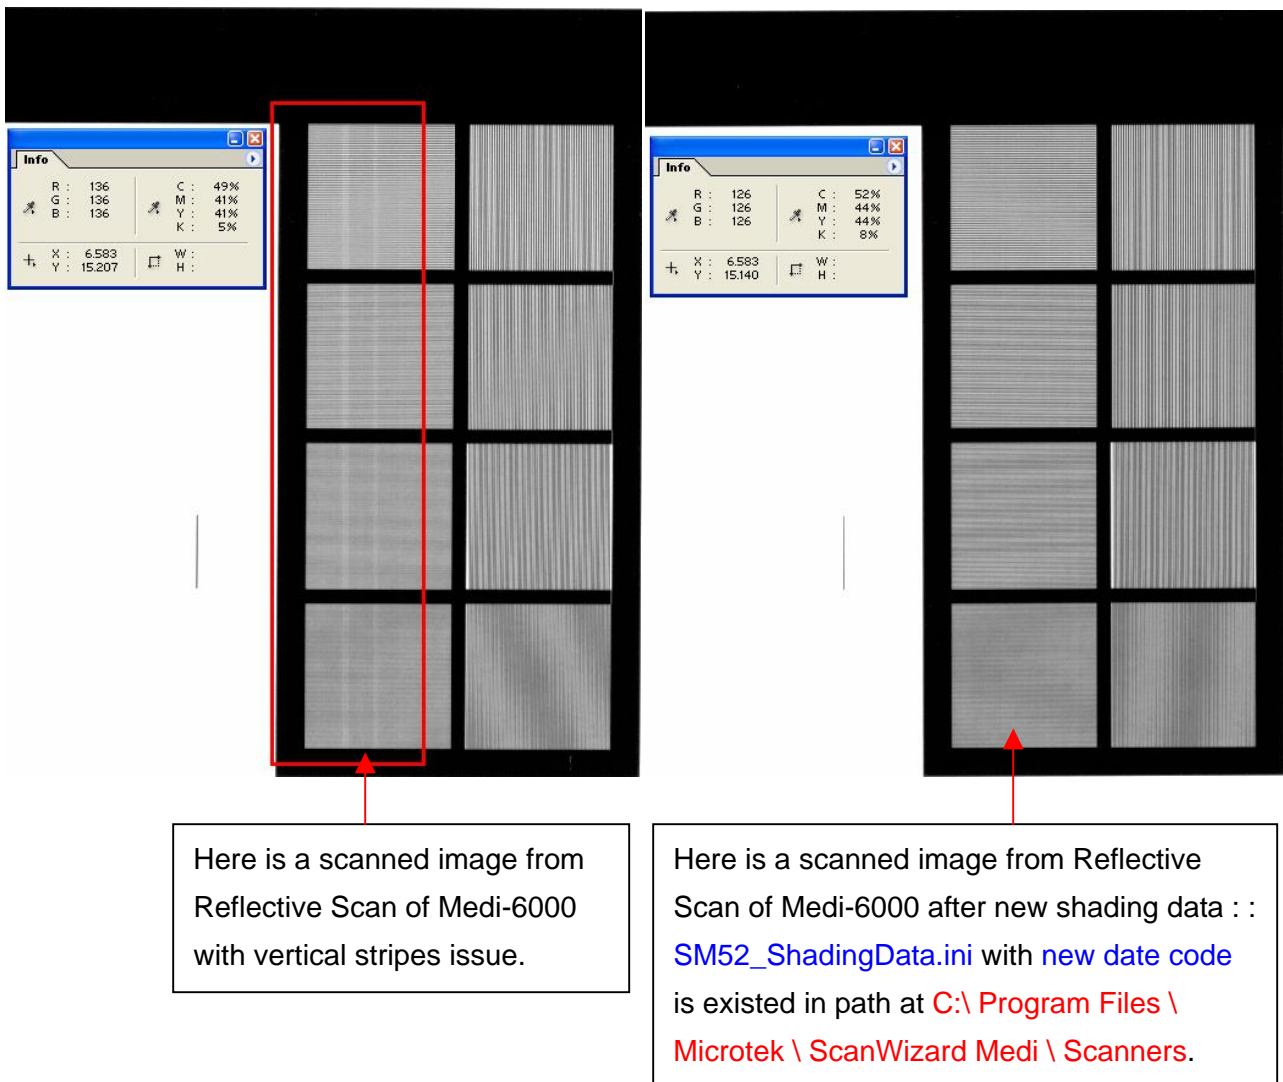 Info
R : 136 C : 49%
G : 136 M : 41%
B : 136 Y : 41%
K : 5%
X : 6.583 W :
Y : 15.207 H :
Info
R : 126 C : 52%
G : 126 M : 44%
B : 126 Y : 44%
K : 8%
X : 6.583 W :
Y : 15.140 H :
Here is a scanned image from
Reflective Scan of Medi-6000
with vertical stripes issue.
Here is a scanned image from Reflective
Scan of Medi-6000 after new shading data : :
SM52_ShadingData.ini with new date code
is existed in path at C:\ Program Files \
Microtek \ ScanWizard Medi \ Scanners.